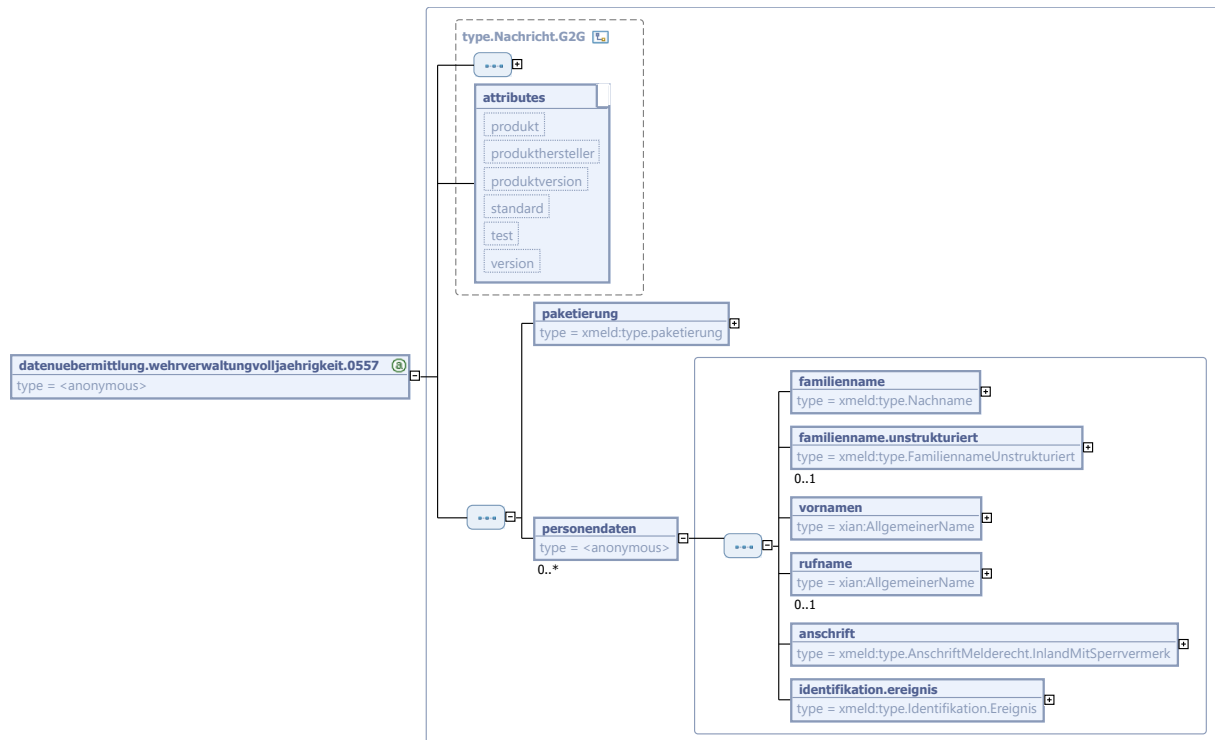 type.Nachricht.G2G
attributes
produkt
produkthersteller
produktversion
standard
test
version
paketierung
type = xmeld:type.paketierung
datenuebermittlung.wehrverwaltungvolljaehrigkeit.0557
type = <anonymous>
familienname
type = xmeld:type.Nachname
familienname.unstrukturiert
type = xmeld:type.FamiliennameUnstrukturiert
0..1
vornamen
type = xian:AllgemeinerName
personendaten
type = <anonymous>
0..*
rufname
type = xian:AllgemeinerName
0..1
anschrift
type = xmeld:type.AnschriftMelderecht.InlandMitSperrvermerk
identifikation.ereignis
type = xmeld:type.Identifikation.Ereignis